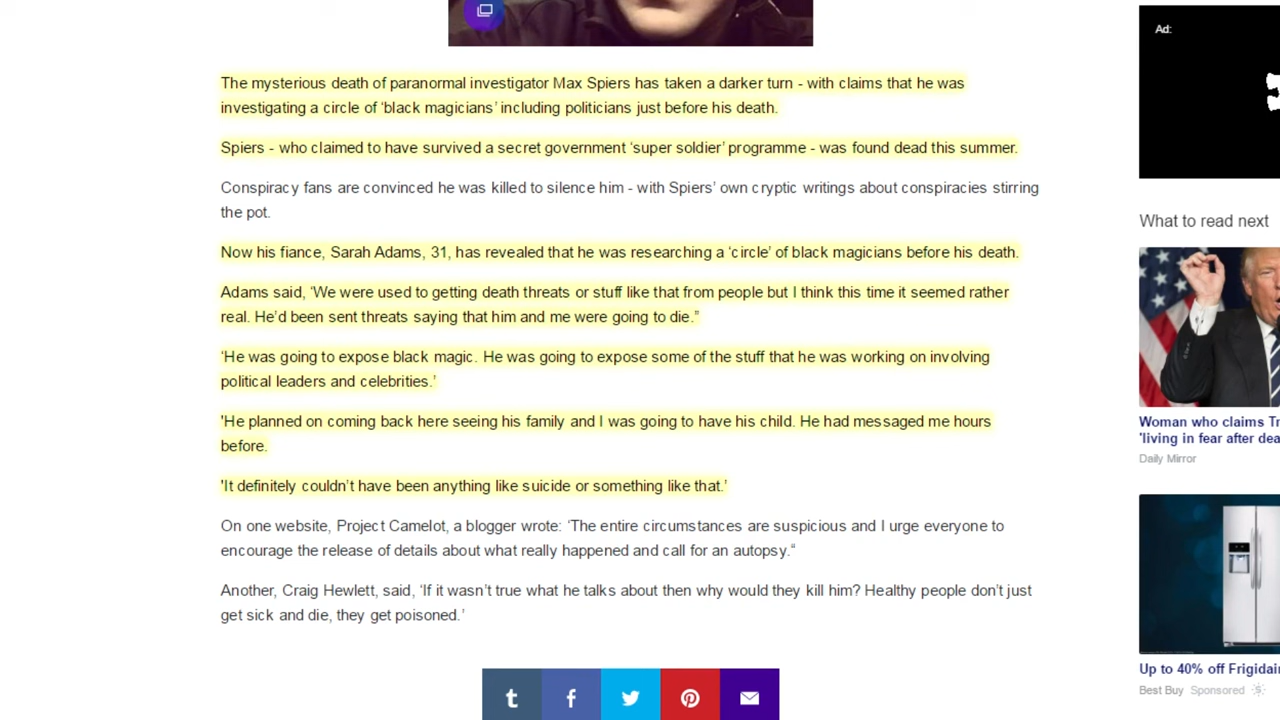 The mysterious death of paranormal investigator Max Spiers has taken a darker turn - with claims that he was
investigating a circle of ‘black magicians’ including politicians just before his death.
Spiers - who claimed to have survived a secret government ‘super soldier’ programme - was found dead this summer.
Conspiracy fans are convinced he was killed to silence him - with Spiers’ own cryptic writings about conspiracies stirring
the pot.
Now his fiance, Sarah Adams, 31, has revealed that he was researching a ‘circle’ of black magicians before his death.
Adams said, ‘We were used to getting death threats or stuff like that from people but I think this time it seemed rather
real. He’d been sent threats saying that him and me were going to die.”
‘He was going to expose black magic. He was going to expose some of the stuff that he was working on involving
political leaders and celebrities.’
'He planned on coming back here seeing his family and I was going to have his child. He had messaged me hours
before.
'It definitely couldn’t have been anything like suicide or something like that.’
On one website, Project Camelot, a blogger wrote: ‘The entire circumstances are suspicious and I urge everyone to
encourage the release of details about what really happened and call for an autopsy.“
Another, Craig Hewlett, said, ‘If it wasn’t true what he talks about then why would they kill him? Healthy people don’t just
get sick and die, they get poisoned.’
Ad:
What to read next
Woman who claims Tr
'living in fear after dea
Daily Mirror
Up to 40% off Frigidai
Best Buy Sponsored